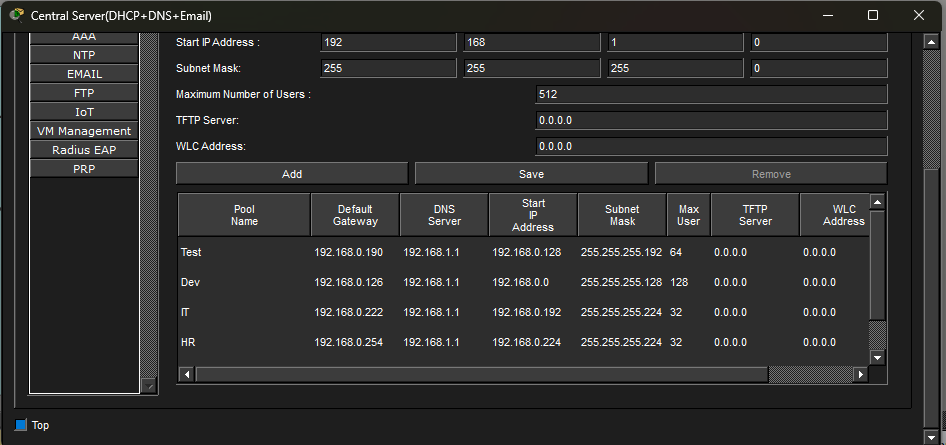 Central Server(DHCP+DNS+Email)
AAA
NTP
EMAIL
FTP
IoT
VM Management
Radius EAP
PRP
Start IP Address : 192 168 1 0
Subnet Mask: 255 255 255 0
Maximum Number of Users : 512
TFTP Server: 0.0.0.0
WLC Address: 0.0.0.0
Add Save Remove
Pool Name Default Gateway DNS Server Start IP Address Subnet Mask Max User TFTP Server WLC Address
Test 192.168.0.190 192.168.1.1 192.168.0.128 255.255.255.192 64 0.0.0.0 0.0.0.0
Dev 192.168.0.126 192.168.1.1 192.168.0.0 255.255.255.128 128 0.0.0.0 0.0.0.0
IT 192.168.0.222 192.168.1.1 192.168.0.192 255.255.255.224 32 0.0.0.0 0.0.0.0
HR 192.168.0.254 192.168.1.1 192.168.0.224 255.255.255.224 32 0.0.0.0 0.0.0.0
Top